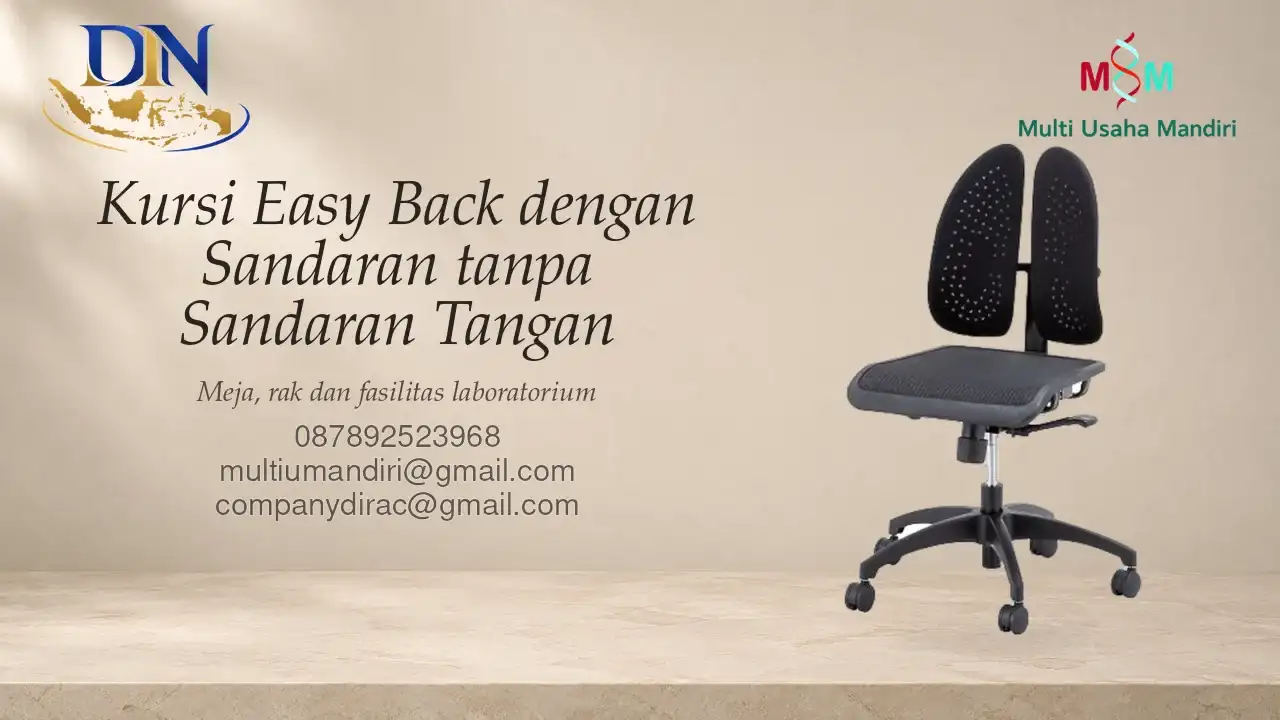 DN
M M
Multi Usaha Mandiri
Kursi Easy Back dengan
Sandaran tanpa
Sandaran Tangan
Meja, rak dan fasilitas laboratorium
087892523968
multiumandiri@gmail.com
companydirac@gmail.com